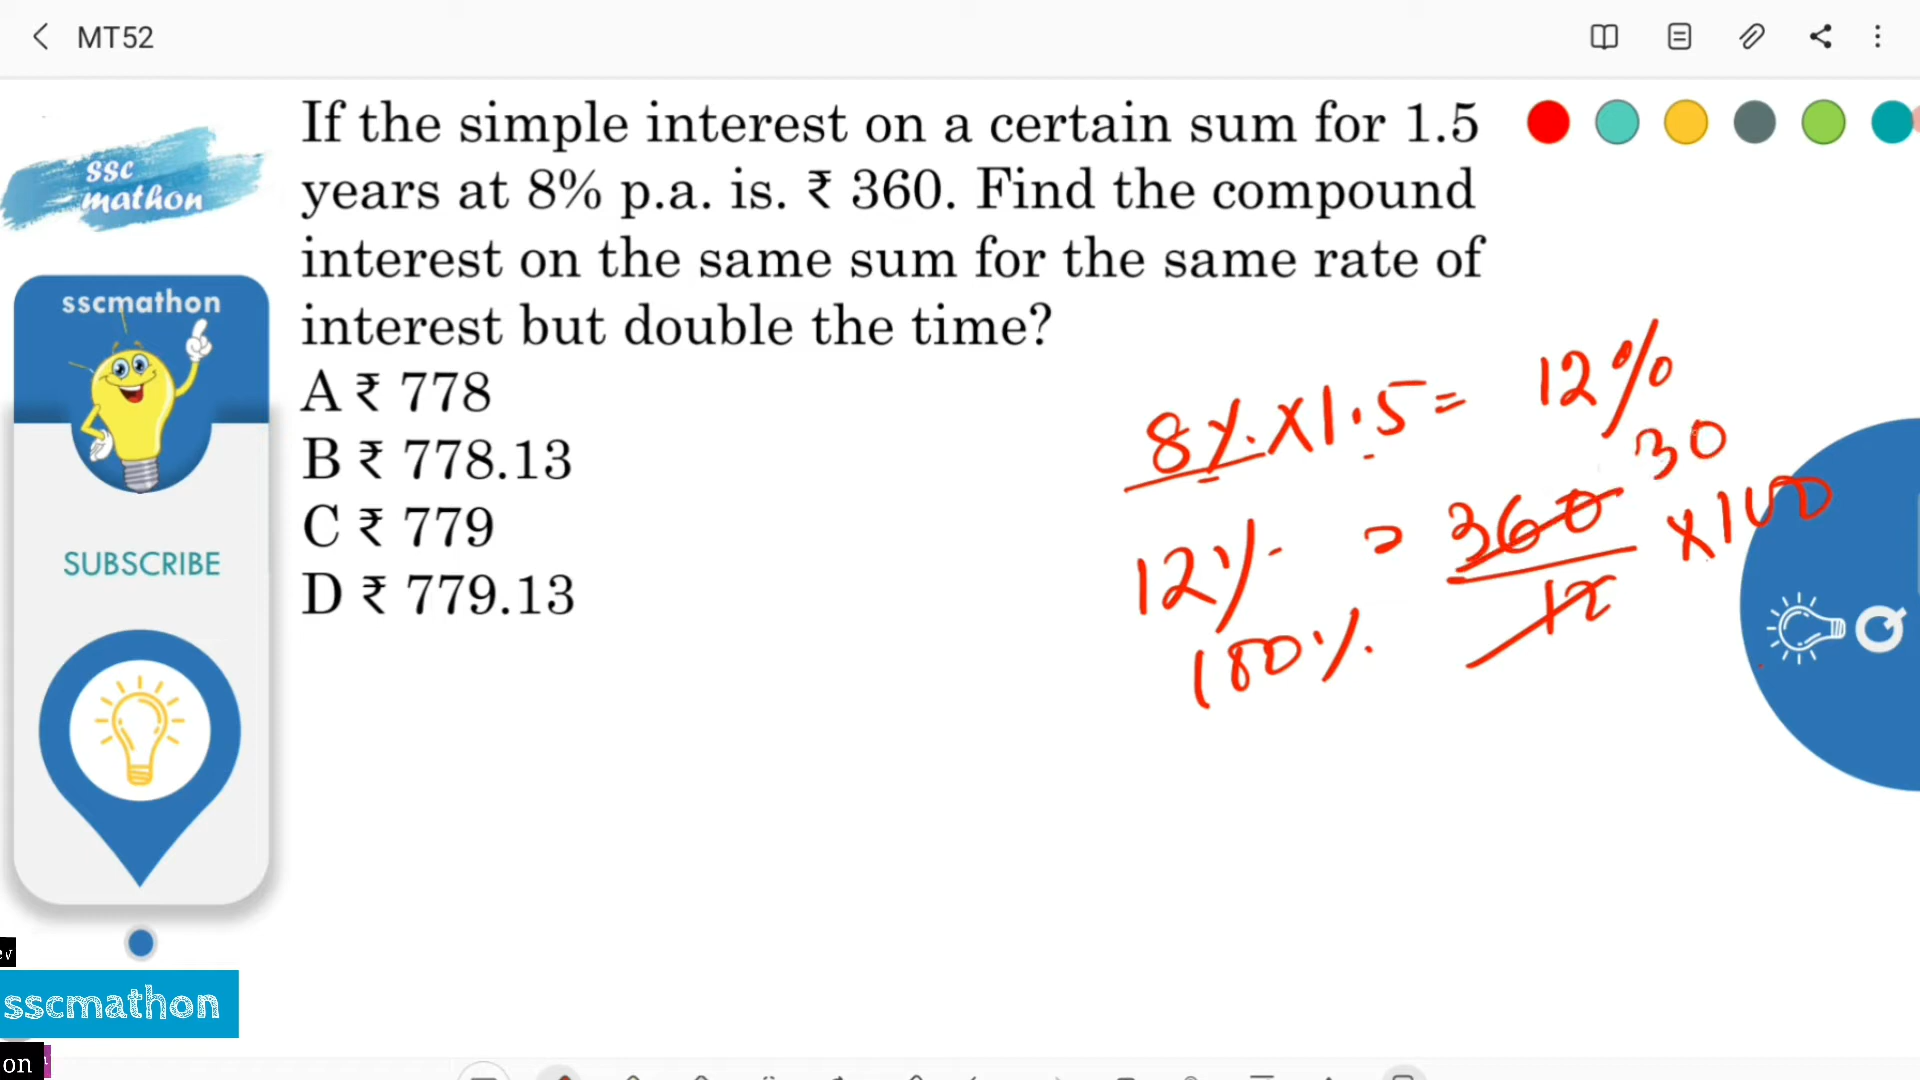 MT52
ssc
mathon
If the simple interest on a certain sum for 1.5
years at 8% p.a. is. ₹ 360. Find the compound
interest on the same sum for the same rate of
interest but double the time?
A ₹ 778
B ₹ 778.13
C ₹ 779
D ₹ 779.13
sscmathon
SUBSCRIBE
8% X 1.5 = 12%
30
12% = 360 X 100
12
100%
Q
sscmathon
ev
on